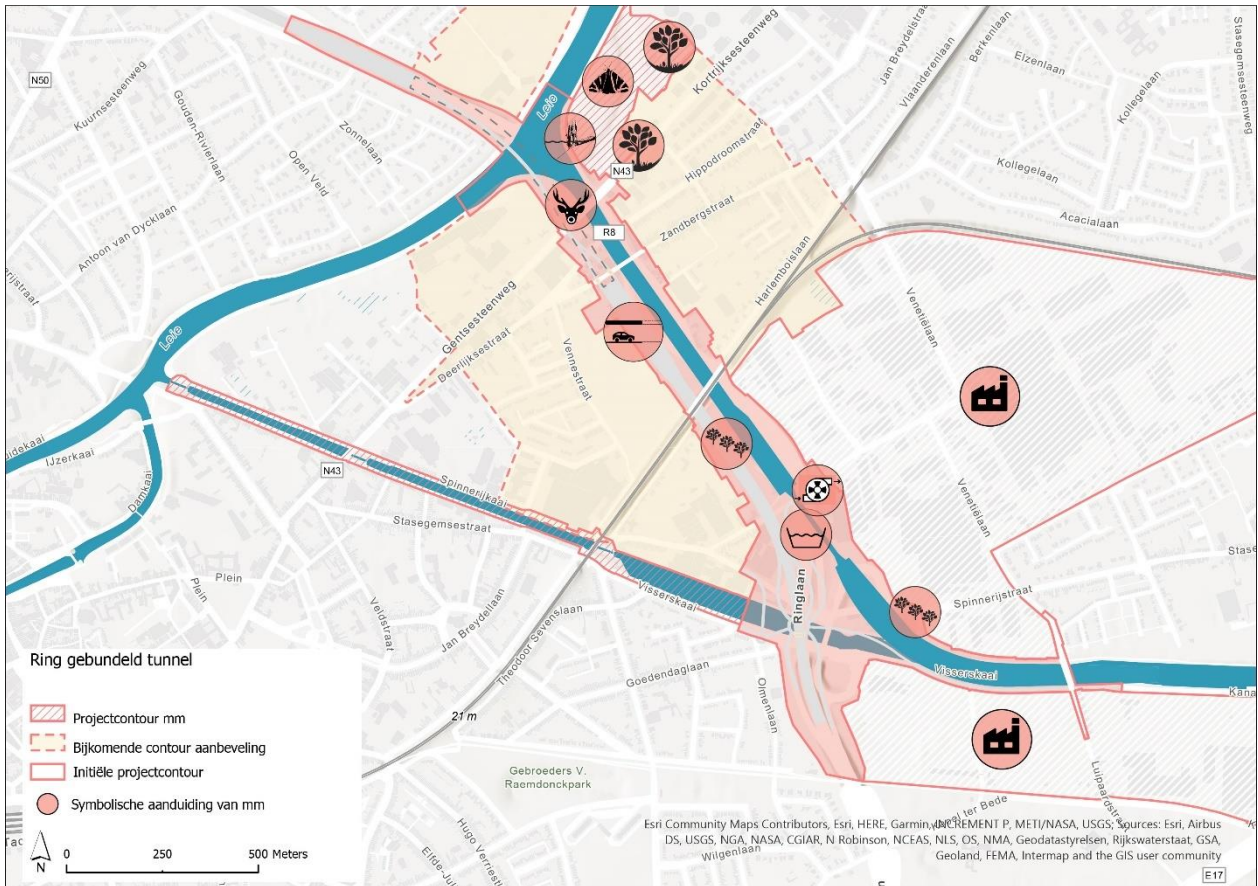 N50
Kuursesteenweg
Gouden-Rivierlaan
Zonnelaan
Open Veld
Antoon van Dycklaan
Leie
Leie
Kortrijksesteenweg
Jan Breydelstraat
Vlaanderenlaan
Berkenlaan
Elzenlaan
Kollegelaan
Stasegemsesteenweg
Kollegelaan
Acacialaan
Hippodroomstraat
N43
Zandbergstraat
R8
Harlemboislaan
Gentsesteenweg
Deerlijksestraat
Vennestraat
Venetiëlaan
Venetiëlaan
IJzerkaai
Damkaai
N43
Spinnerijkaai
Stasegemsestraat
Plein
Plein
Veldstraat
Jan Breydellaan
Theodoor Sevenslaan
Visserskaai
Goedendaglaan
Olmenlaan
Ringlaan
Spinnerijstraat
Visserskaai
Luipaardstraat
21 m
Gebroeders V.
Raemdonckpark
Hugo Verriest
Wilgenlaan
E17
Ring gebundeld tunnel
Projectcontour mm
Bijkomende contour aanbeveling
Initiële projectcontour
Symbolische aanduiding van mm
N
0 250 500 Meters
Esri Community Maps Contributors, Esri, HERE, Garmin, INCREMENT P, METI/NASA, USGS; Sources: Esri, Airbus
DS, USGS, NGA, NASA, CGIAR, N Robinson, NCEAS, NLS, OS, NMA, Geodatastyrelsen, Rijkswaterstaat, GSA,
Geoland, FEMA, Intermap and the GIS user community